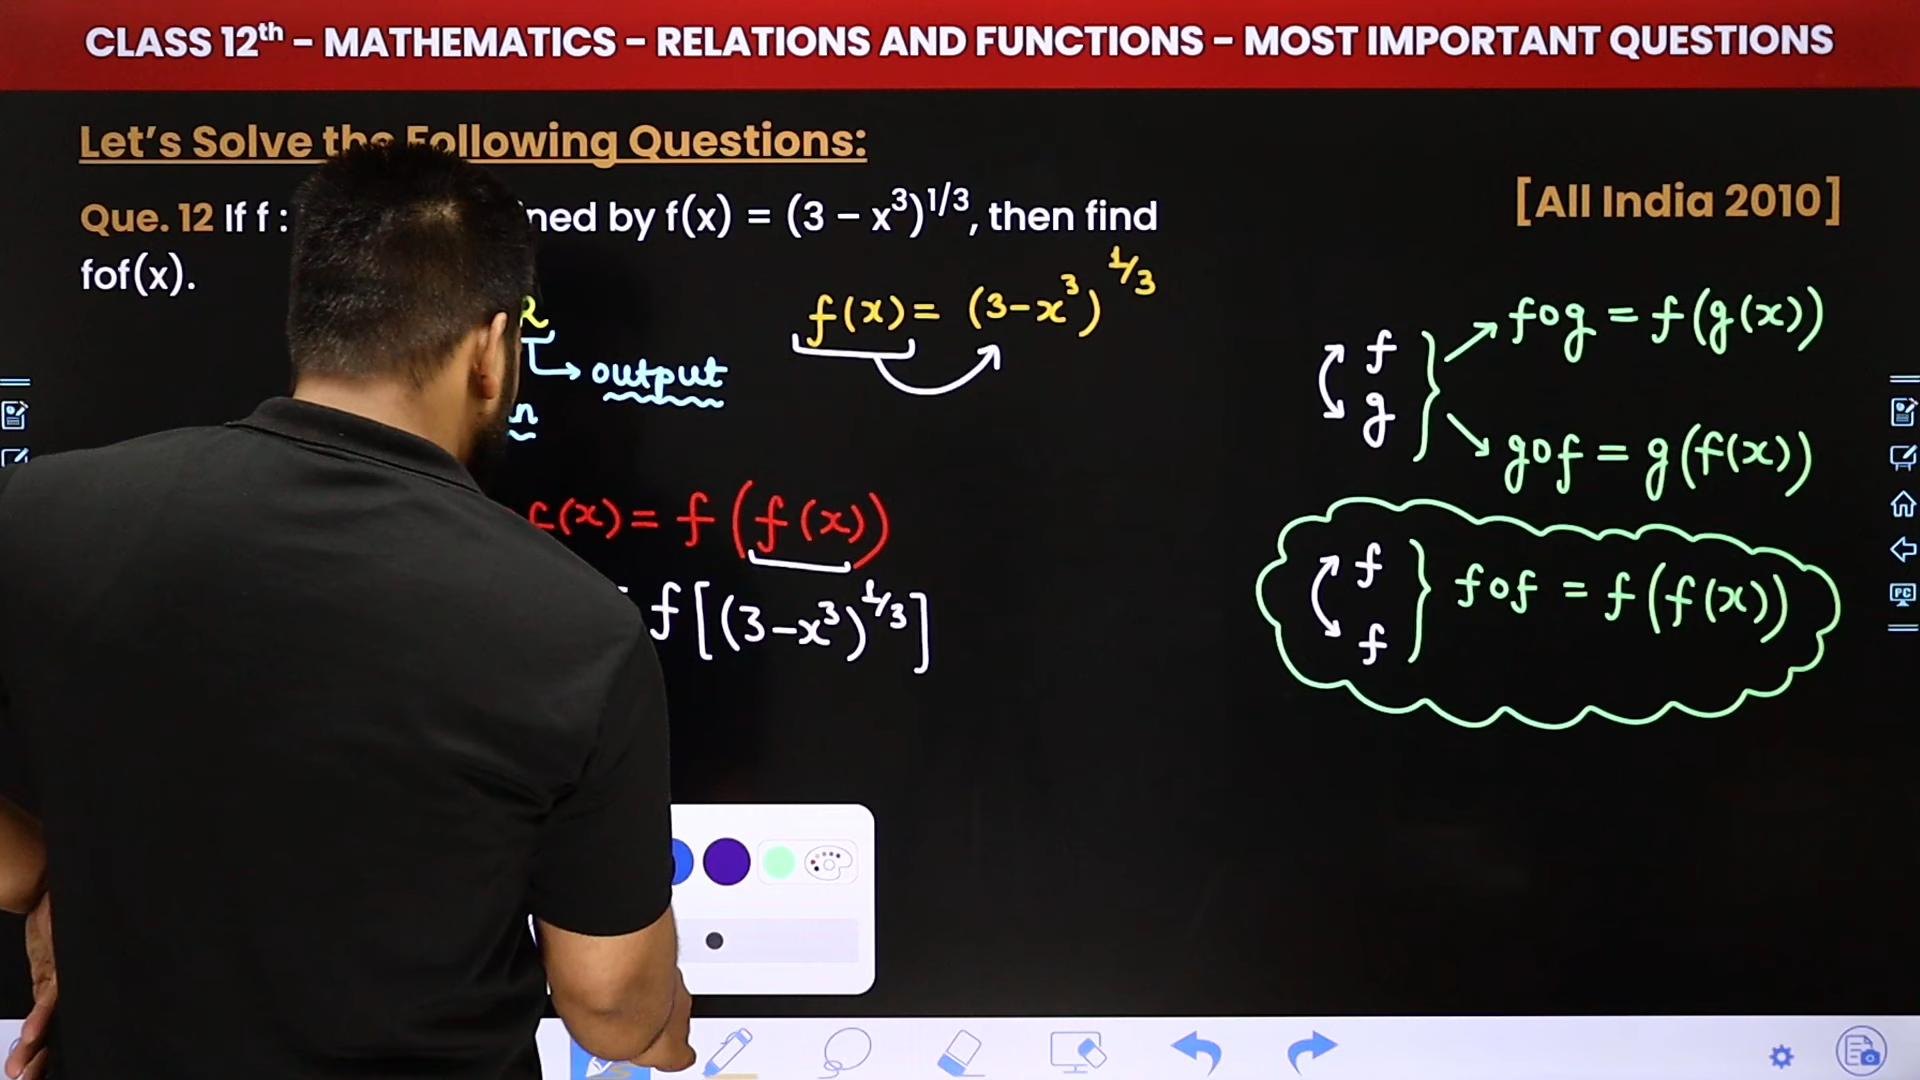 CLASS 12th - MATHEMATICS - RELATIONS AND FUNCTIONS - MOST IMPORTANT QUESTIONS
Let's Solve the Following Questions:
[All India 2010]
Que. 12 If f : ned by f(x) = (3 – x³)^1/3, then find
fof(x).
f(x) = (3-x³)^1/3
output
f
g
fog = f(g(x))
gof = g(f(x))
f(x) = f(f(x))
f[(3-x³)^1/3]
f
f
fof = f(f(x))
PC